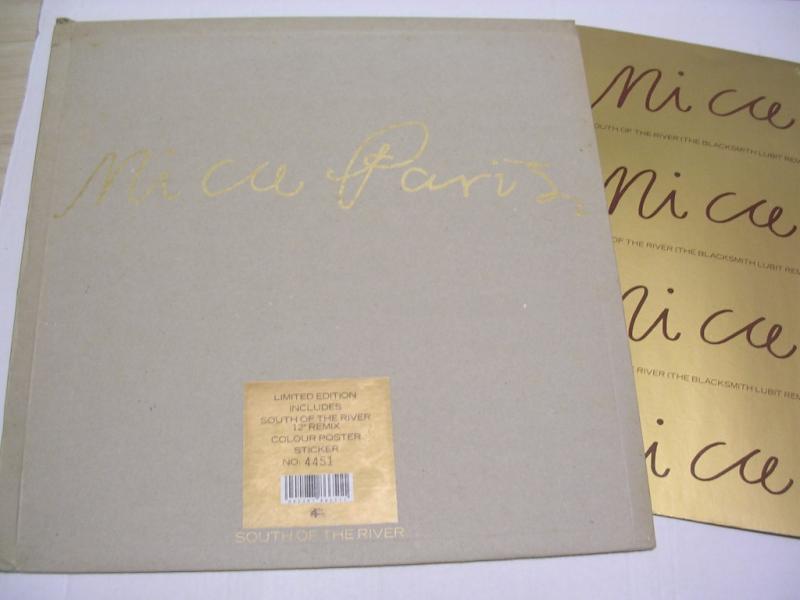 Mica Paris
LIMITED EDITION
INCLUDES
SOUTH OF THE RIVER
12" REMIX
COLOUR POSTER
STICKER
NO: 4451
SOUTH OF THE RIVER
Mica
SOUTH OF THE RIVER (THE BLACKSMITH LUBIT REM
Mica
OF THE RIVER (THE BLACKSMITH LUBIT REM
Mica
RIVER (THE BLACKSMITH LUBIT REM
ica